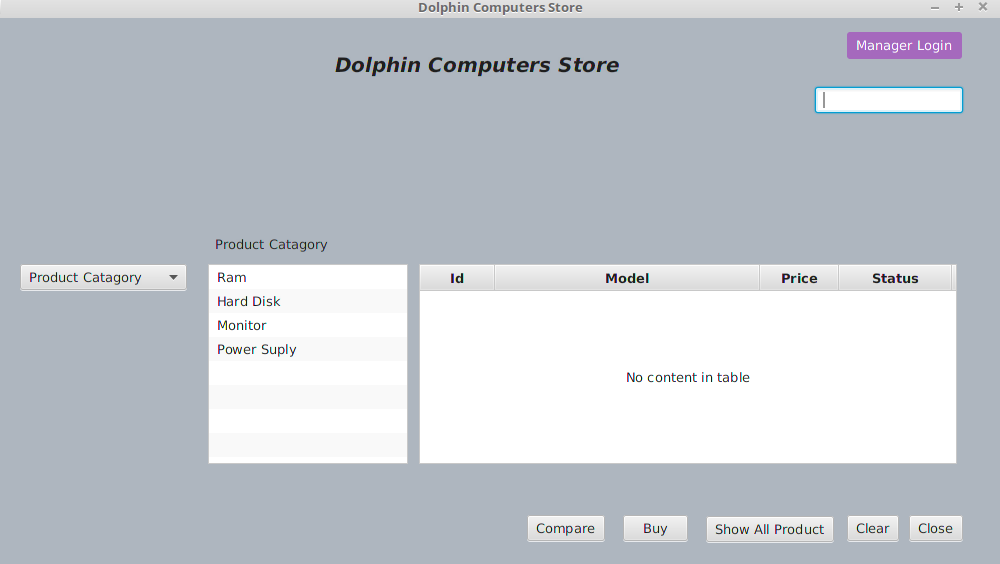 Dolphin Computers Store
Manager Login
Dolphin Computers Store
Product Catagory
Product Catagory
Ram
Hard Disk
Monitor
Power Suply
Id Model Price Status
No content in table
Compare Buy Show All Product Clear Close